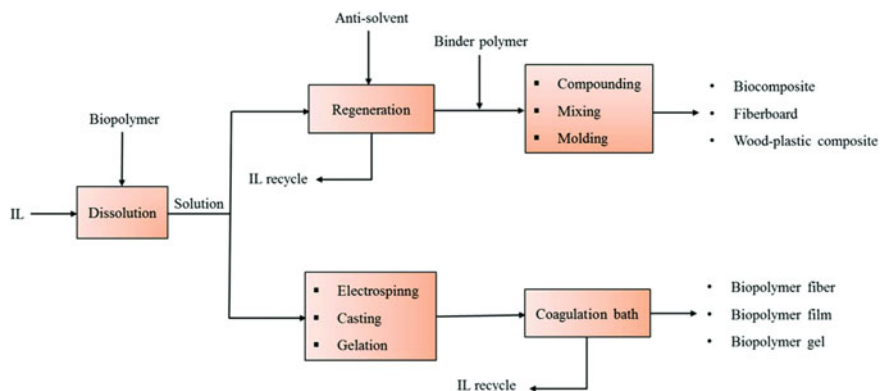 Anti-solvent
Binder polymer
Biopolymer
IL
Dissolution
Solution
Regeneration
IL recycle
▪ Compounding
▪ Mixing
▪ Molding
• Biocomposite
• Fiberboard
• Wood-plastic composite
▪ Electrospinng
▪ Casting
▪ Gelation
Coagulation bath
IL recycle
• Biopolymer fiber
• Biopolymer film
• Biopolymer gel